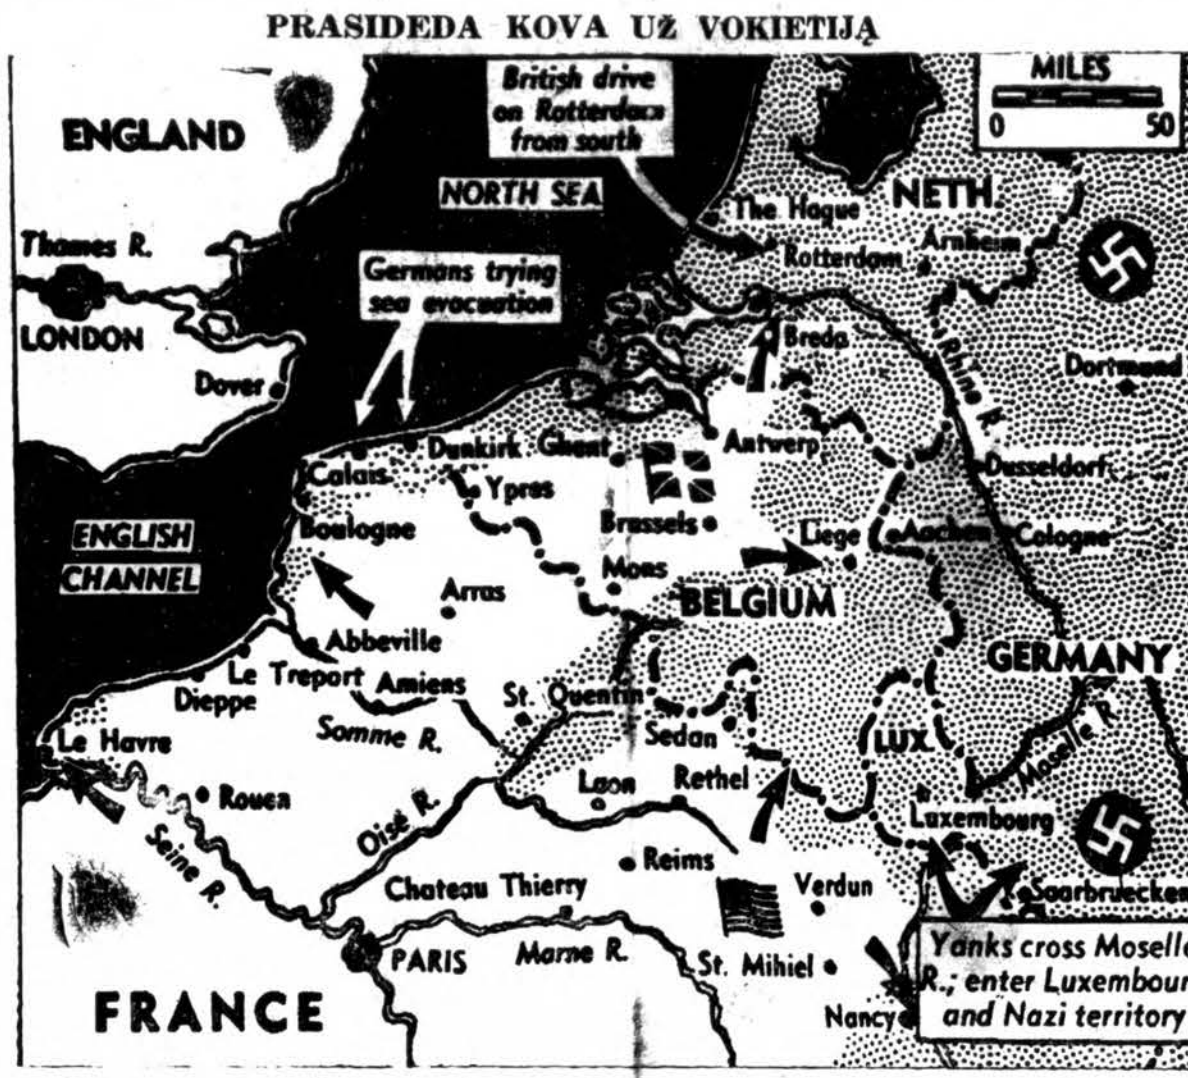 PRASIDEDA KOVA UŽ VOKIETIJĄ
MILES
0 50
British drive
on Rotterdam
from south
ENGLAND
NORTH SEA
NETH.
The Hague
Thames R.
Arnheim
Rotterdam
Germans trying
sea evacuation
LONDON
Breda
Rhine R.
Dortmund
Dover
Dunkirk
Ghent
Antwerp
Calais
Dusseldorf
Ypres
Boulogne
Brussels
Liege
Aachen
Cologne
ENGLISH
CHANNEL
Mons
Arras
BELGIUM
Abbeville
GERMANY
Le Treport
Amiens
St. Quentin
Dieppe
Somme R.
Sedan
LUX.
Moselle R.
Le Havre
Laon
Rethel
Rouen
Luxembourg
Oise R.
Seine R.
Reims
Chateau Thierry
Verdun
Saarbruecken
PARIS
Marne R.
St. Mihiel
Yanks cross Moselle
R.; enter Luxembour
and Nazi territory
Nancy
FRANCE